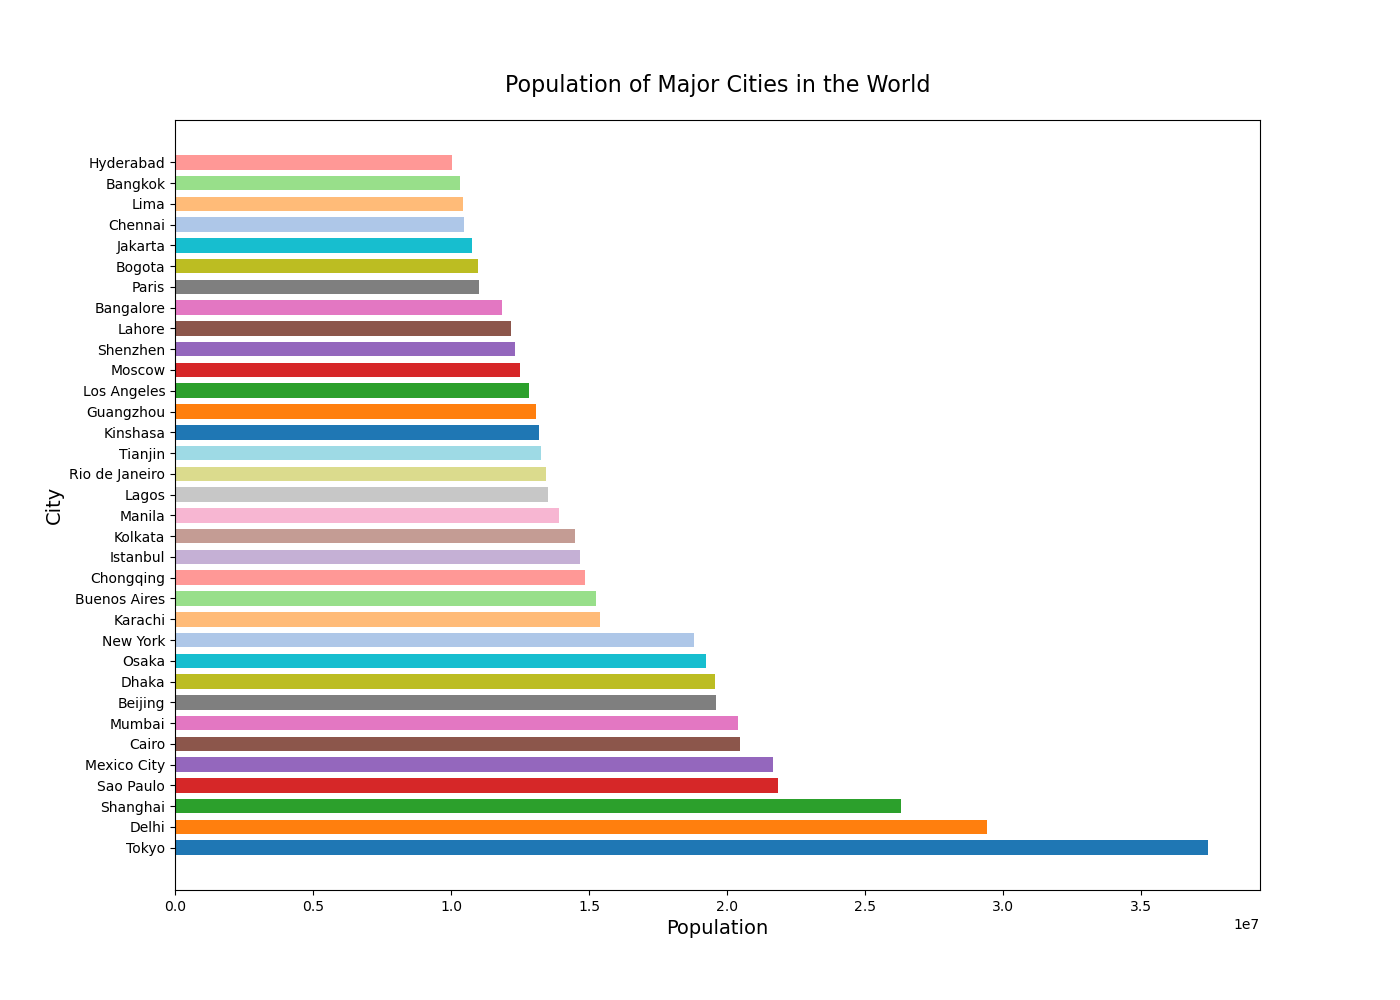 Population of Major Cities in the World
Hyderabad
Bangkok
Lima
Chennai
Jakarta
Bogota
Paris
Bangalore
Lahore
Shenzhen
Moscow
Los Angeles
Guangzhou
Kinshasa
Tianjin
Rio de Janeiro
Lagos
Manila
Kolkata
Istanbul
Chongqing
Buenos Aires
Karachi
New York
Osaka
Dhaka
Beijing
Mumbai
Cairo
Mexico City
Sao Paulo
Shanghai
Delhi
Tokyo
City
0.0 0.5 1.0 1.5 2.0 2.5 3.0 3.5
1e7
Population